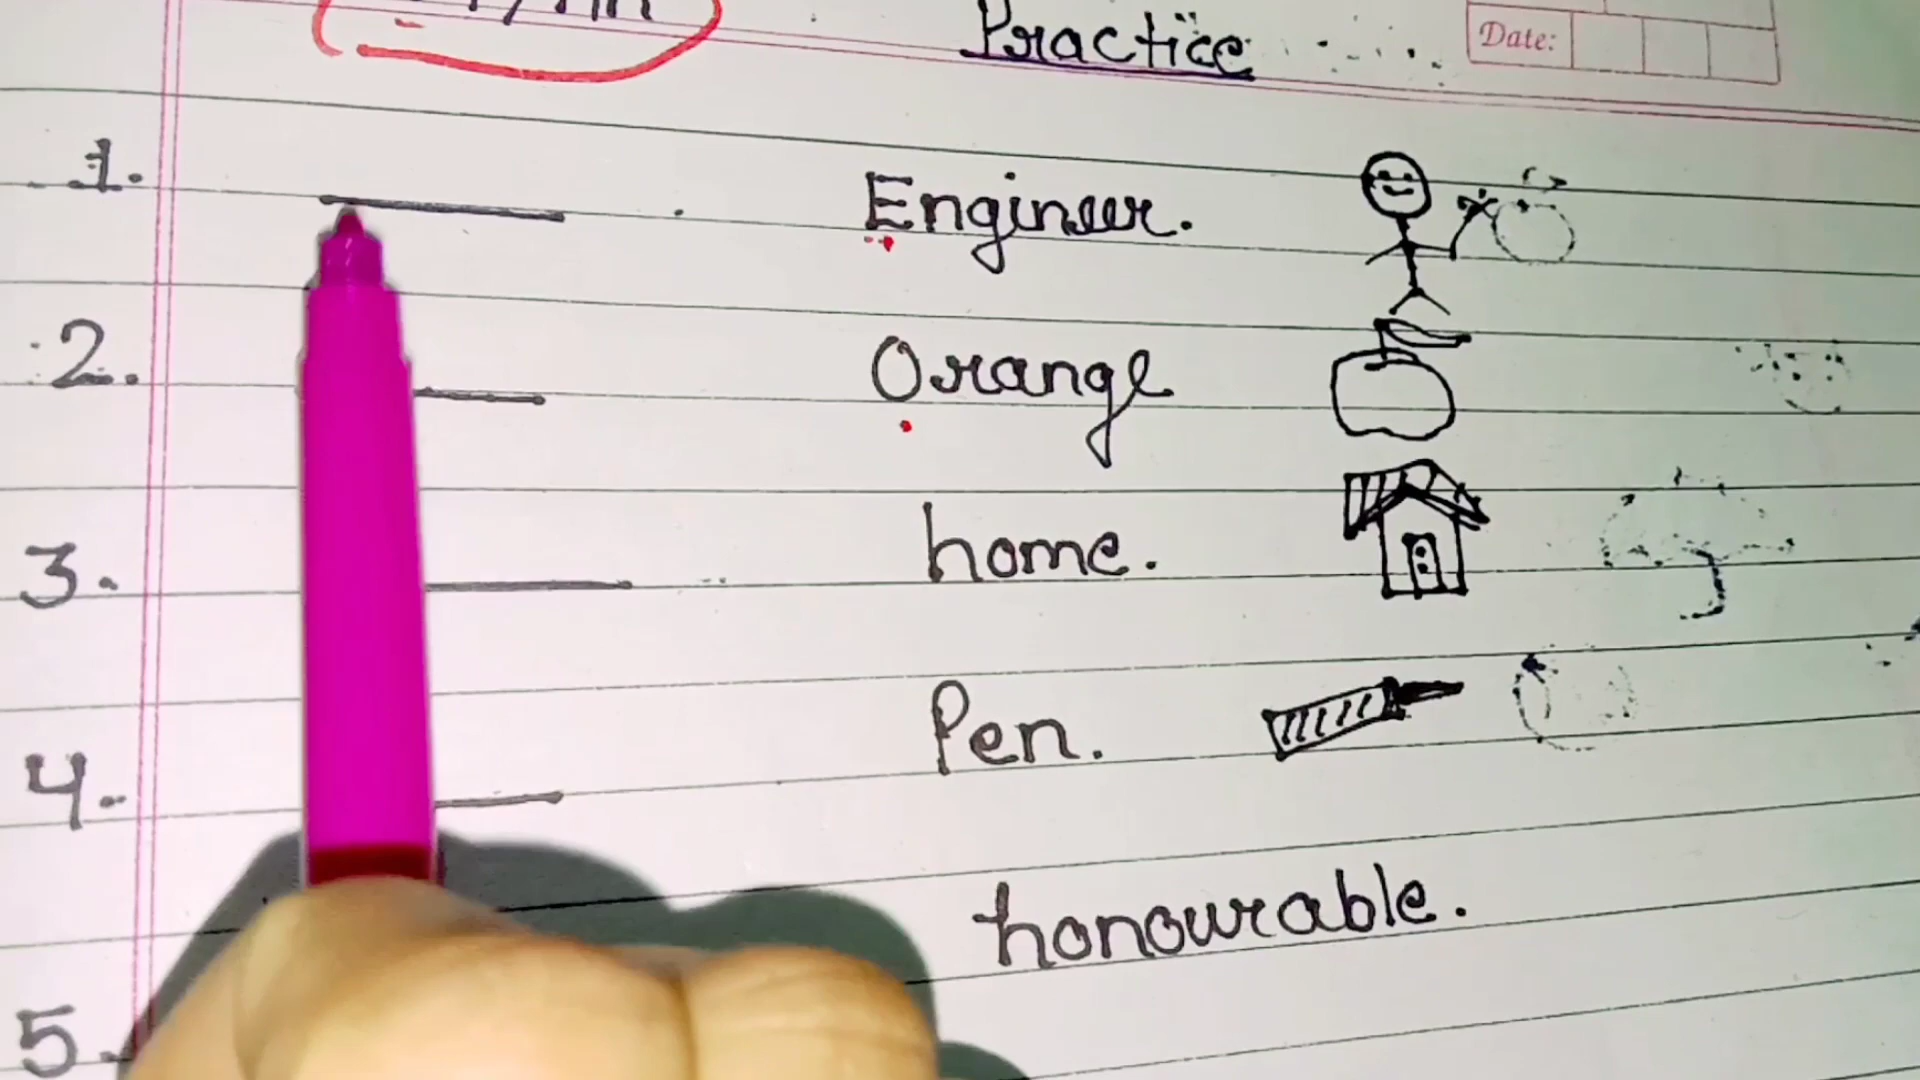 Practice
Date:
1. Engineer.
2. Orange
3. home.
4. Pen.
5. honourable.